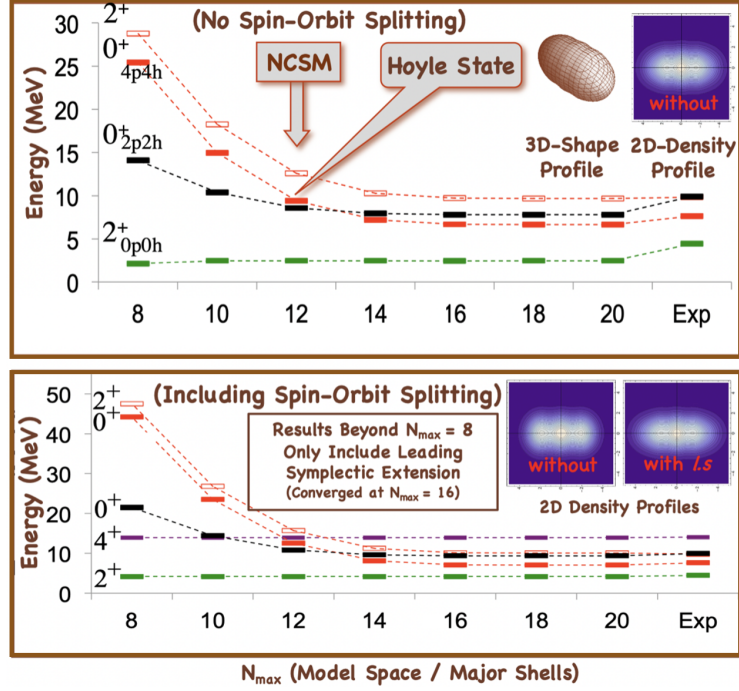 (No Spin-Orbit Splitting)
Energy (MeV)
30
25
20
15
10
5
0
2+
0+
4p4h
0+2p2h
2+0p0h
NCSM
Hoyle State
without
3D-Shape
Profile
2D-Density
Profile
8 10 12 14 16 18 20 Exp
(Including Spin-Orbit Splitting)
Energy (MeV)
50
40
30
20
10
0
2+
0+
0+
4+
2+
Results Beyond Nmax = 8
Only Include Leading
Symplectic Extension
(Converged at Nmax = 16)
without
with l.s
2D Density Profiles
8 10 12 14 16 18 20 Exp
Nmax (Model Space / Major Shells)